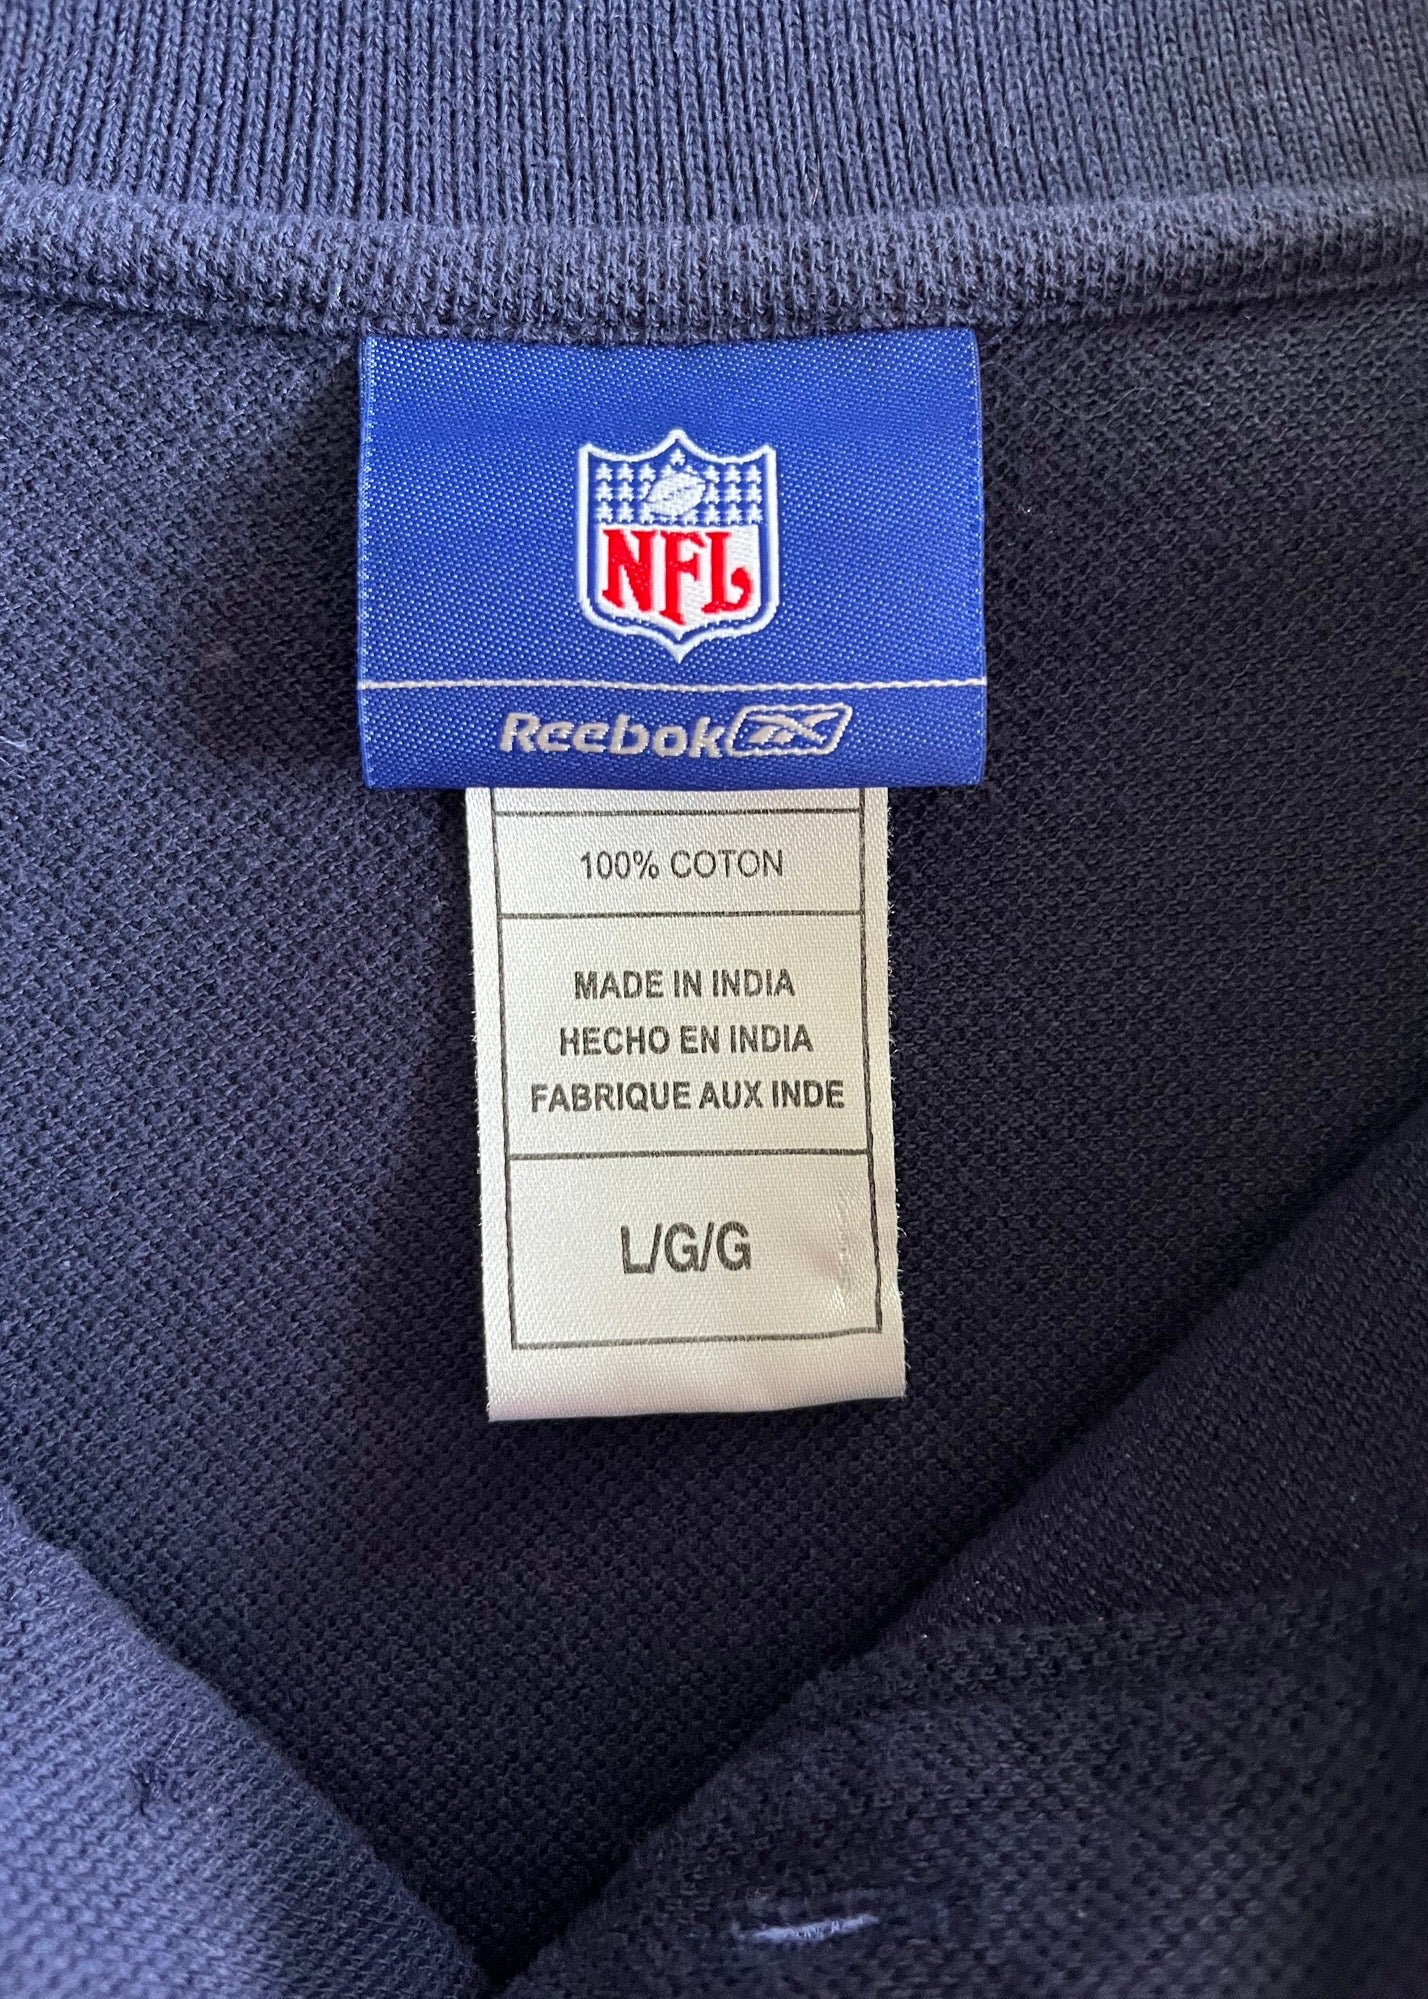 NFL
Reebok
100% COTON
MADE IN INDIA
HECHO EN INDIA
FABRIQUE AUX INDE
L/G/G